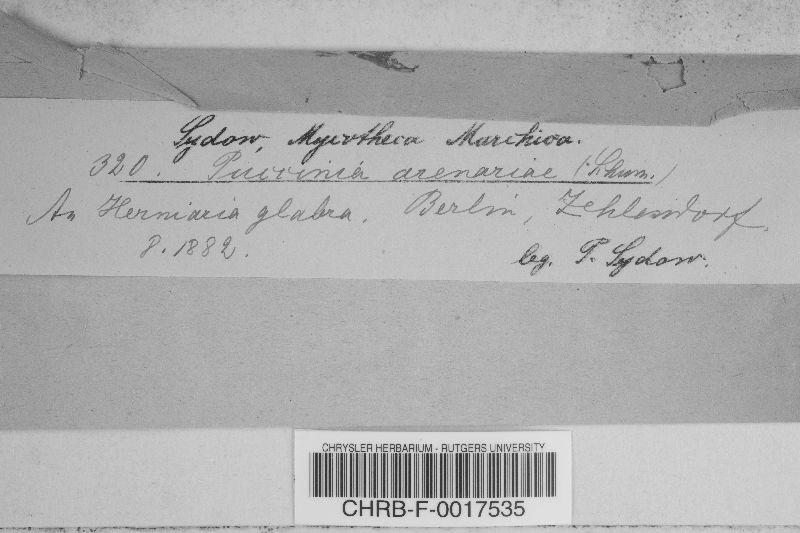 Sydow, Mycotheca Marchica.
320. Puccinia arenariae (Schum.)
An Herniaria glabra. Berlin, Zehlendorf.
8. 1882.
leg. P. Sydow.
CHRYSLER HERBARIUM - RUTGERS UNIVERSITY
CHRB-F-0017535